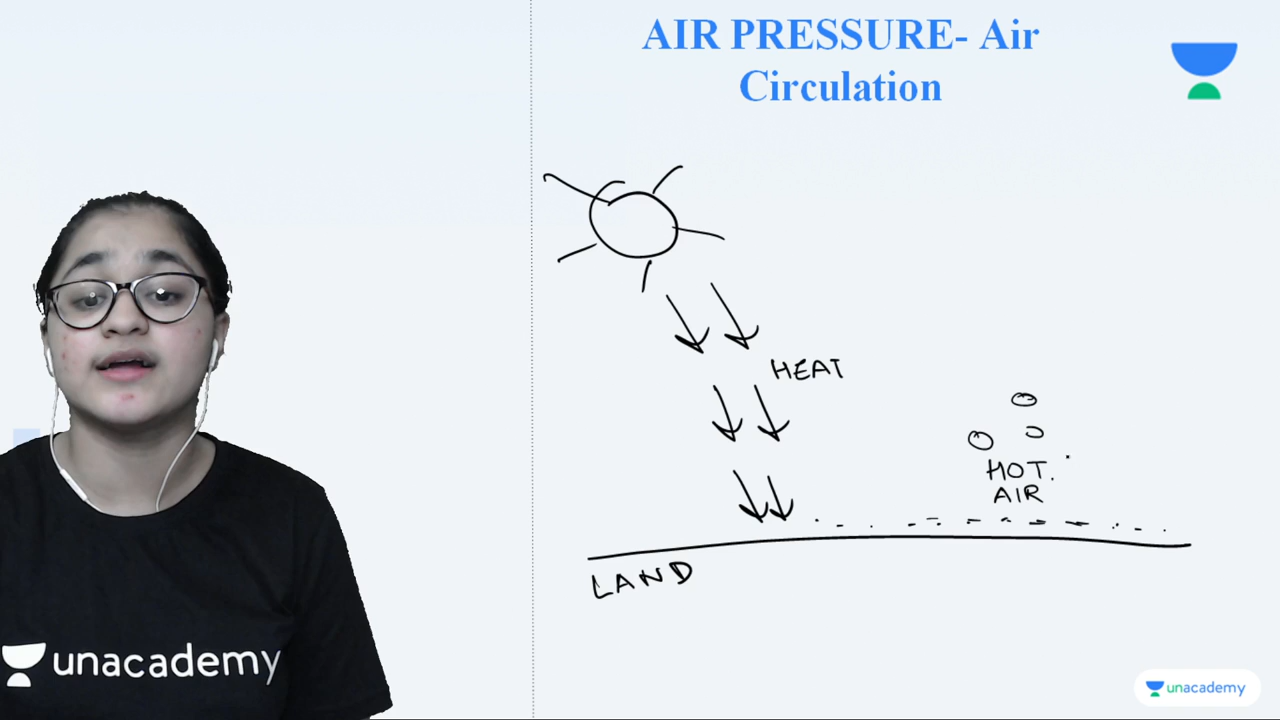 AIR PRESSURE- Air
Circulation
HEAT
HOT.
AIR
LAND
unacademy
unacademy